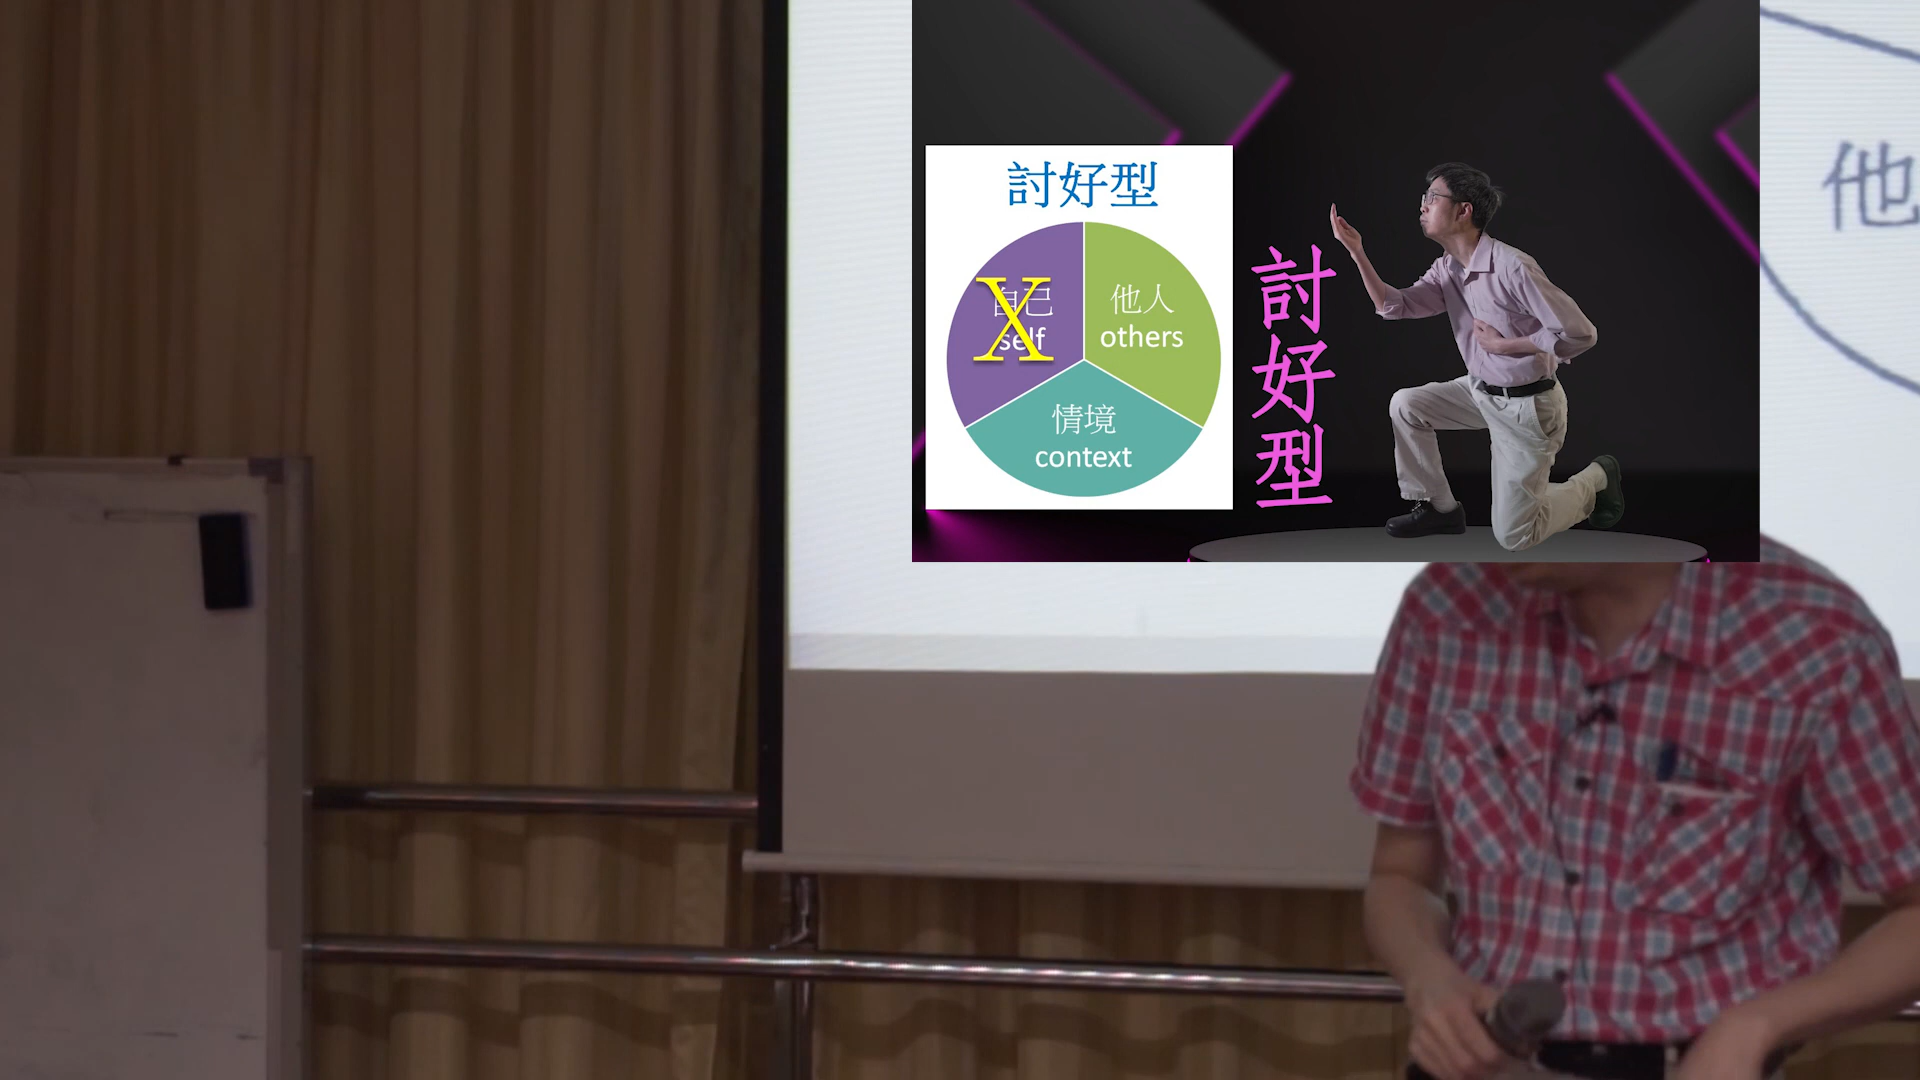 討好型
自己
self
X
他人
others
情境
context
討好型
他